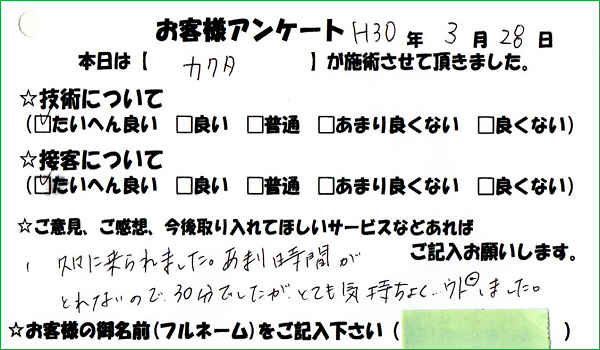 お客様アンケート H30 年 3 月 28 日
本日は【 カクタ 】が施術させて頂きました。
☆技術について
(☑たいへん良い □良い □普通 □あまり良くない □良くない)
☆接客について
(☑たいへん良い □良い □普通 □あまり良くない □良くない)
☆ご意見、ご感想、今後取り入れてほしいサービスなどあれば
ご記入お願いします。
に来られました。あまり時間が
とれないので、30分でしたが、とても気持ちよく…ウトウトしました。
☆お客様の御名前(フルネーム)をご記入下さい(